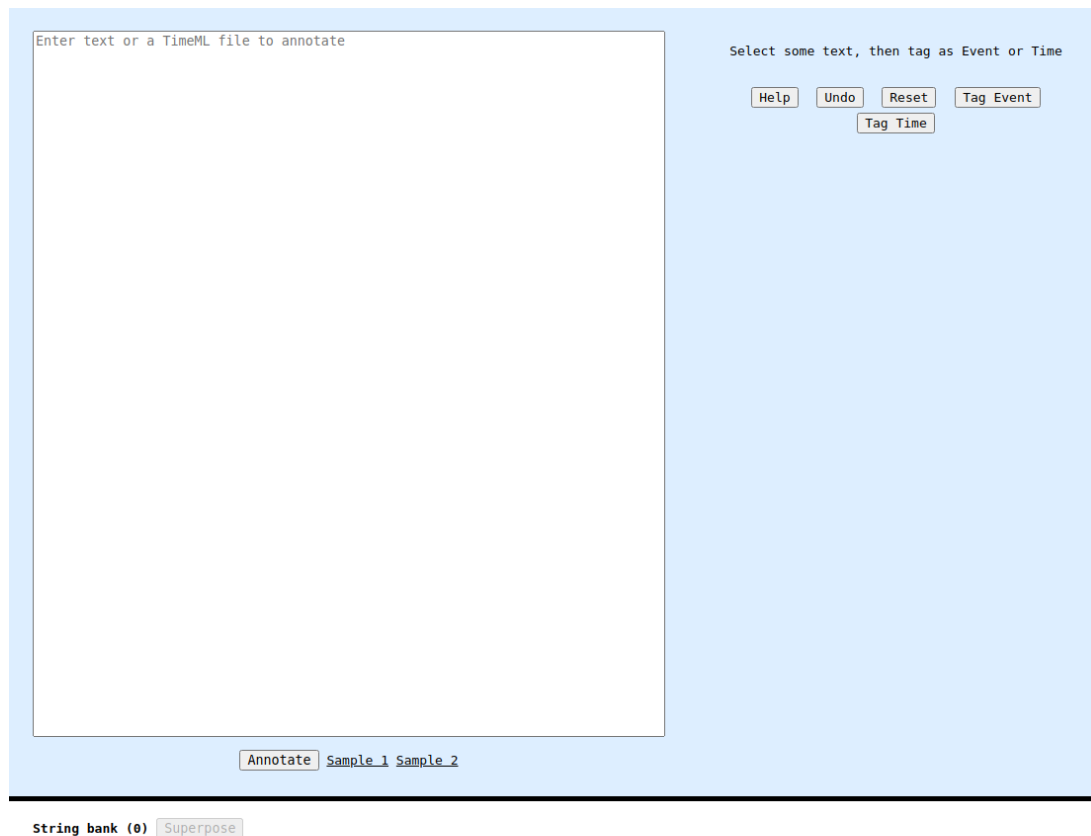 Enter text or a TimeML file to annotate
Select some text, then tag as Event or Time
Help Undo Reset Tag Event
Tag Time
Annotate Sample 1 Sample 2
String bank (0) Superpose